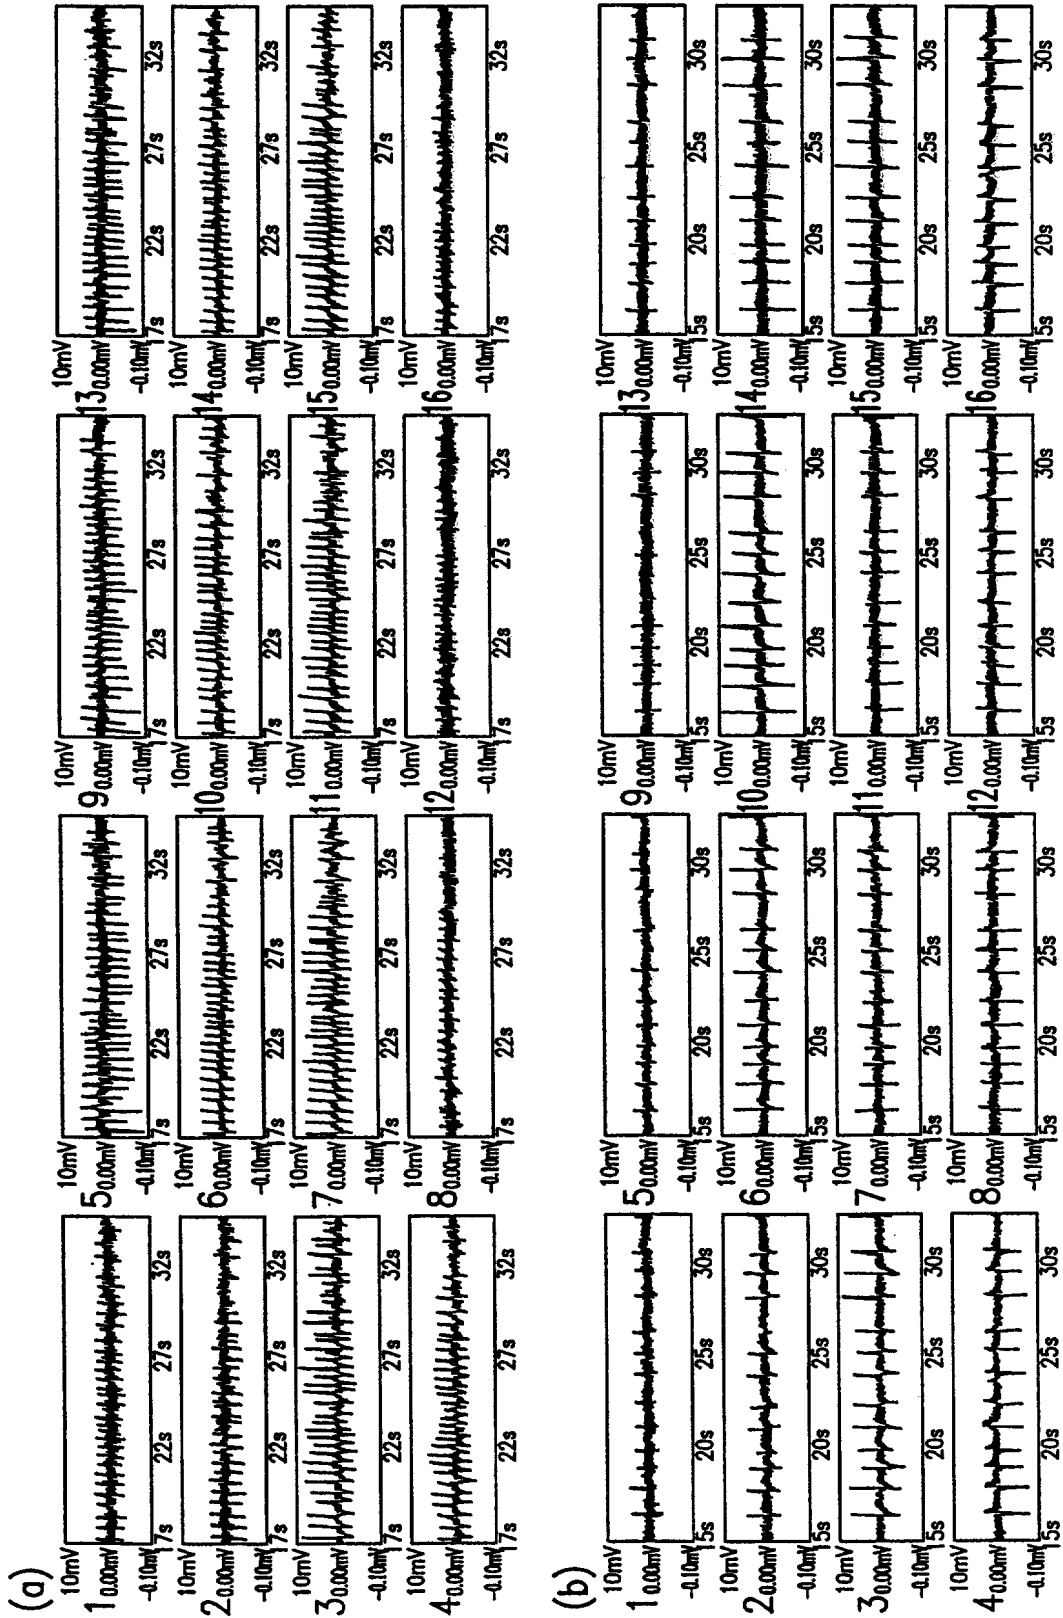 (a)
10mV 10mV 10mV 10mV
1 0.00mV 5 0.00mV 9 0.00mV 13 0.00mV
-0.10mV -0.10mV -0.10mV -0.10mV
17s 22s 27s 32s 17s 22s 27s 32s 17s 22s 27s 32s 17s 22s 27s 32s
10mV 10mV 10mV 10mV
2 0.00mV 6 0.00mV 10 0.00mV 14 0.00mV
-0.10mV -0.10mV -0.10mV -0.10mV
17s 22s 27s 32s 17s 22s 27s 32s 17s 22s 27s 32s 17s 22s 27s 32s
10mV 10mV 10mV 10mV
3 0.00mV 7 0.00mV 11 0.00mV 15 0.00mV
-0.10mV -0.10mV -0.10mV -0.10mV
17s 22s 27s 32s 17s 22s 27s 32s 17s 22s 27s 32s 17s 22s 27s 32s
10mV 10mV 10mV 10mV
4 0.00mV 8 0.00mV 12 0.00mV 16 0.00mV
-0.10mV -0.10mV -0.10mV -0.10mV
17s 22s 27s 32s 17s 22s 27s 32s 17s 22s 27s 32s 17s 22s 27s 32s
(b)
10mV 10mV 10mV 10mV
1 0.00mV 5 0.00mV 9 0.00mV 13 0.00mV
-0.10mV -0.10mV -0.10mV -0.10mV
15s 20s 25s 30s 15s 20s 25s 30s 15s 20s 25s 30s 15s 20s 25s 30s
10mV 10mV 10mV 10mV
2 0.00mV 6 0.00mV 10 0.00mV 14 0.00mV
-0.10mV -0.10mV -0.10mV -0.10mV
15s 20s 25s 30s 15s 20s 25s 30s 15s 20s 25s 30s 15s 20s 25s 30s
10mV 10mV 10mV 10mV
3 0.00mV 7 0.00mV 11 0.00mV 15 0.00mV
-0.10mV -0.10mV -0.10mV -0.10mV
15s 20s 25s 30s 15s 20s 25s 30s 15s 20s 25s 30s 15s 20s 25s 30s
10mV 10mV 10mV 10mV
4 0.00mV 8 0.00mV 12 0.00mV 16 0.00mV
-0.10mV -0.10mV -0.10mV -0.10mV
15s 20s 25s 30s 15s 20s 25s 30s 15s 20s 25s 30s 15s 20s 25s 30s